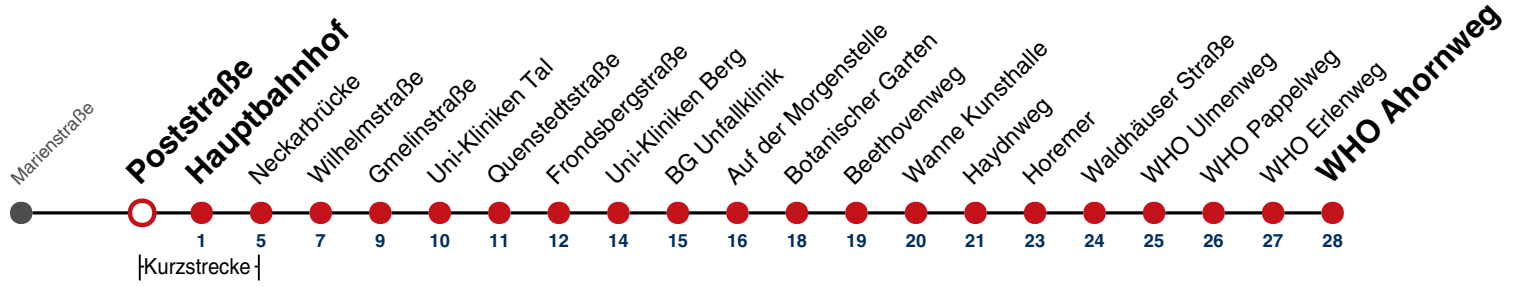 Marienstraße
Poststraße
Hauptbahnhof
Neckarbrücke
Wilhelmstraße
Gmelinstraße
Uni-Kliniken Tal
Quenstedtstraße
Frondsbergstraße
Uni-Kliniken Berg
BG Unfallklinik
Auf der Morgenstelle
Botanischer Garten
Beethovenweg
Wanne Kunsthalle
Haydnweg
Horemer
Waldhäuser Straße
WHO Ulmenweg
WHO Pappelweg
WHO Erlenweg
WHO Ahornweg
1 5 7 9 10 11 12 14 15 16 18 19 20 21 23 24 25 26 27 28
Kurzstrecke